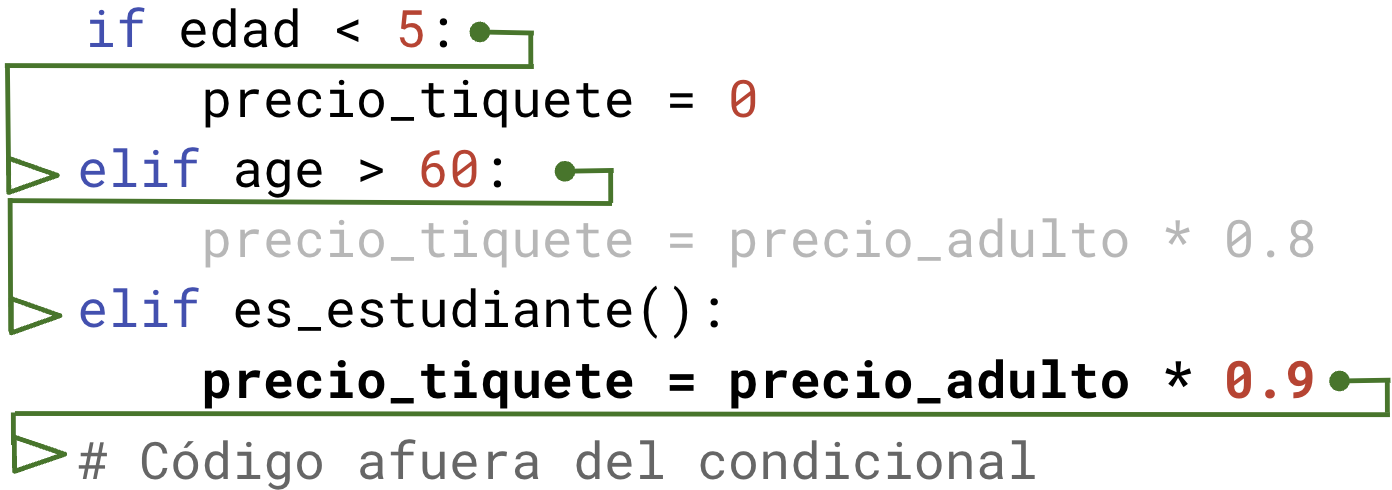 if edad < 5:
precio_tiquete = 0
elif age > 60:
precio_tiquete = precio_adulto * 0.8
elif es_estudiante():
precio_tiquete = precio_adulto * 0.9
# Código afuera del condicional